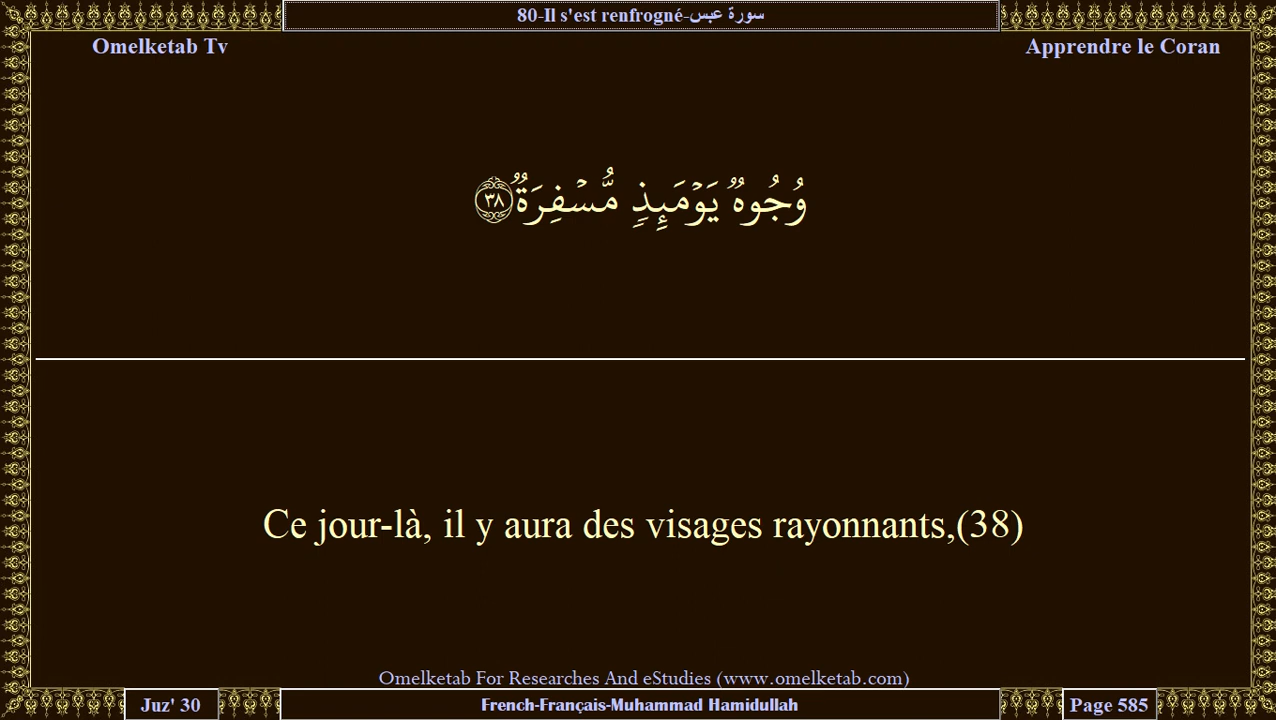 80-Il s'est renfrogné-سورة عبس
Omelketab Tv
Apprendre le Coran
وُجُوهٌ يَوْمَئِذٍ مُّسْفِرَةٌ ٣٨
Ce jour-là, il y aura des visages rayonnants,(38)
Omelketab For Researches And eStudies (www.omelketab.com)
Juz' 30
French-Français-Muhammad Hamidullah
Page 585